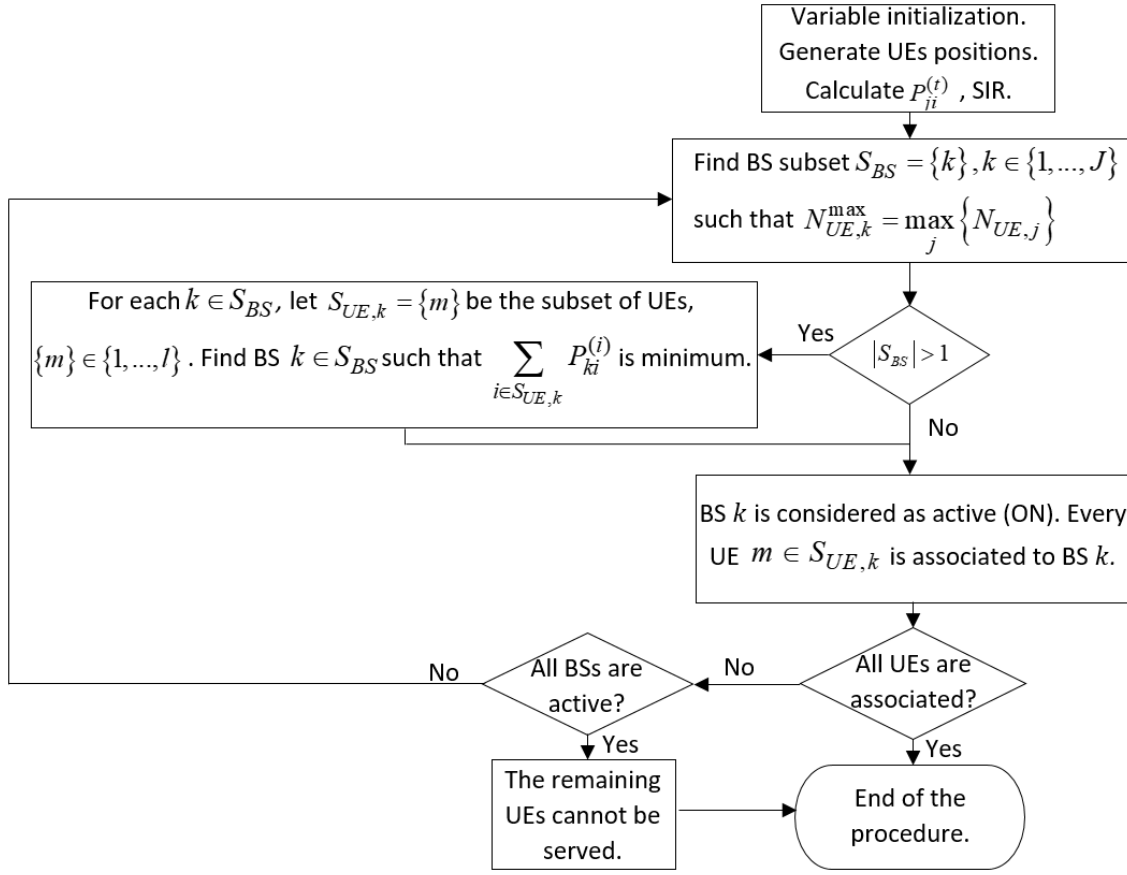 Variable initialization.
Generate UEs positions.
Calculate P_{ji}^{(t)} , SIR.
Find BS subset S_{BS} = {k}, k ∈ {1,...,J}
such that N_{UE,k}^{max} = max_j {N_{UE,j}}
For each k ∈ S_{BS}, let S_{UE,k} = {m} be the subset of UEs,
{m} ∈ {1,...,l} . Find BS k ∈ S_{BS} such that ∑_{i∈S_{UE,k}} P_{ki}^{(i)} is minimum.
Yes
|S_{BS}| > 1
No
BS k is considered as active (ON). Every
UE m ∈ S_{UE,k} is associated to BS k.
No
All BSs are
active?
No
All UEs are
associated?
Yes
Yes
The remaining
UEs cannot be
served.
End of the
procedure.